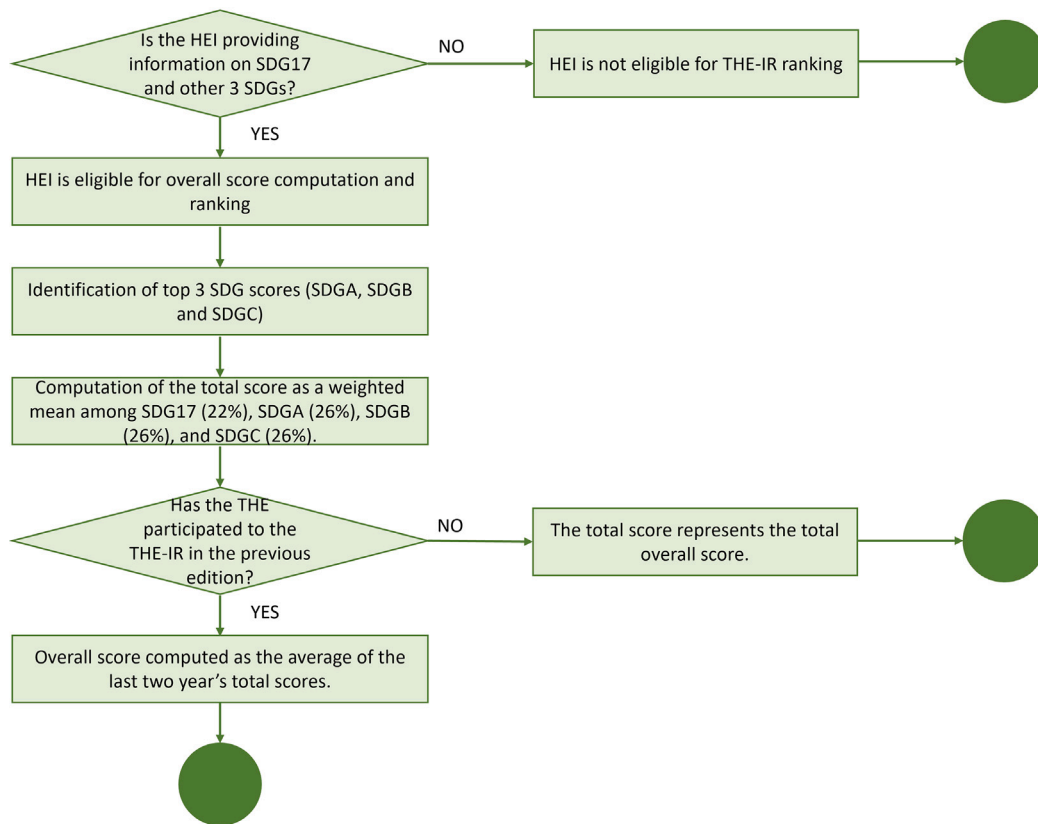 Is the HEI providing
information on SDG17
and other 3 SDGs?
NO
HEI is not eligible for THE-IR ranking
YES
HEI is eligible for overall score computation and
ranking
Identification of top 3 SDG scores (SDGA, SDGB
and SDGC)
Computation of the total score as a weighted
mean among SDG17 (22%), SDGA (26%), SDGB
(26%), and SDGC (26%).
Has the THE
participated to the
THE-IR in the previous
edition?
NO
The total score represents the total
overall score.
YES
Overall score computed as the average of the
last two year’s total scores.